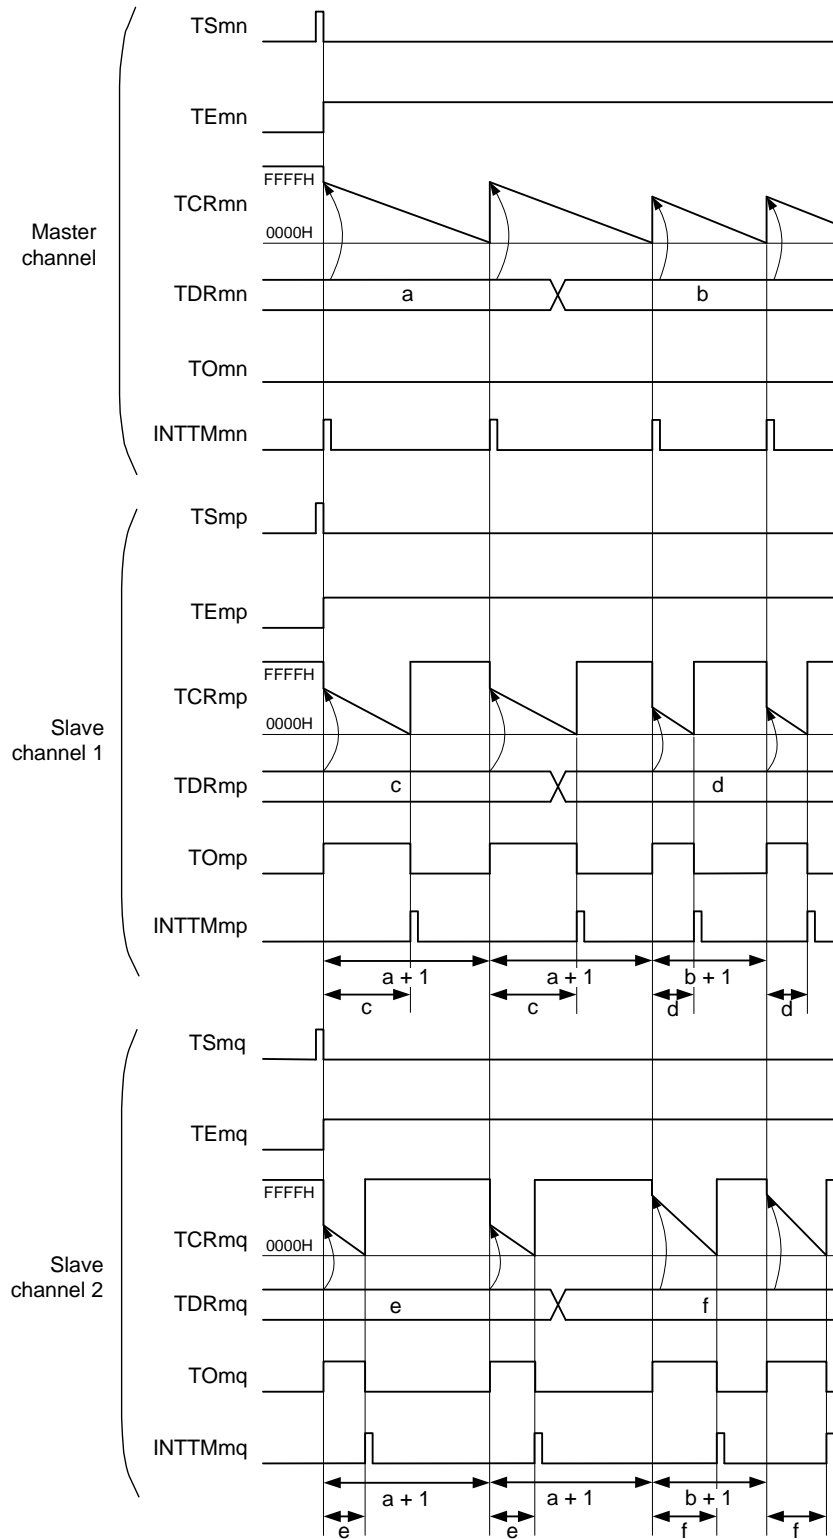 TSmn
TEmn
FFFFH
TCRmn
0000H
Master
channel
TDRmn
a
b
TOmn
INTTMmn
TSmp
TEmp
FFFFH
TCRmp
0000H
Slave
channel 1
TDRmp
c
d
TOmp
INTTMmp
a + 1
a + 1
b + 1
c
c
d
d
TSmq
TEmq
FFFFH
TCRmq
0000H
Slave
channel 2
TDRmq
e
f
TOmq
INTTMmq
a + 1
a + 1
b + 1
e
e
f
f